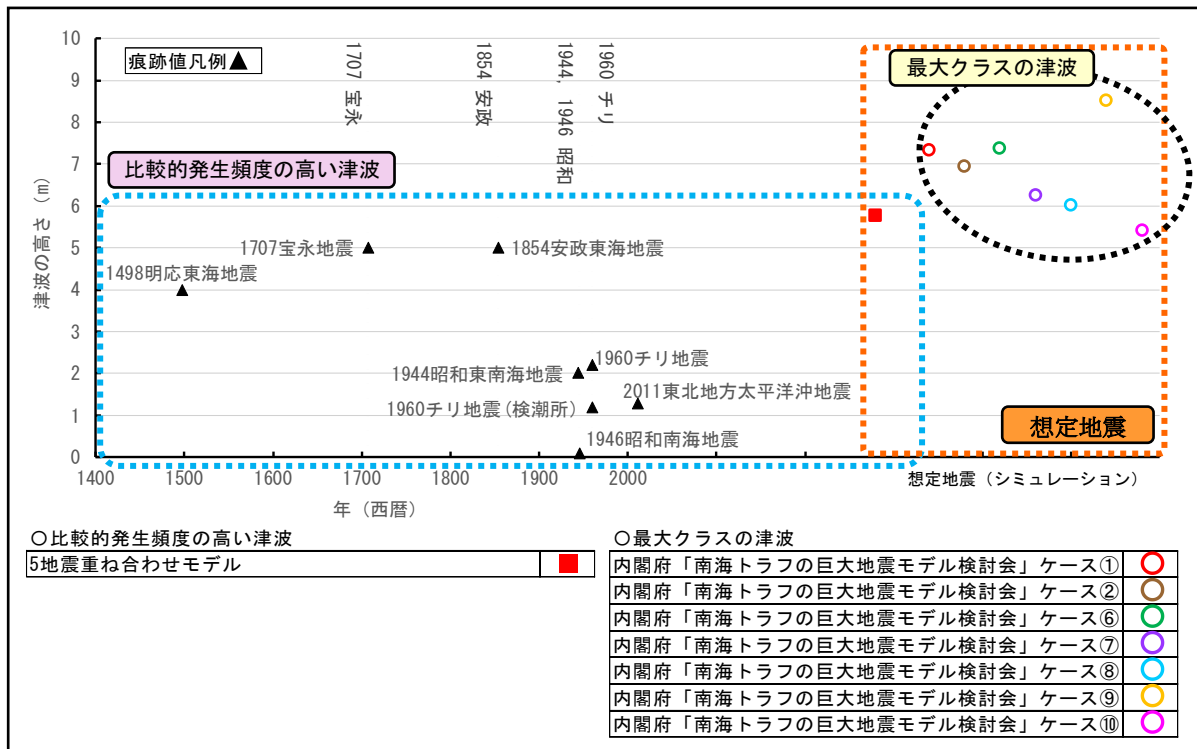 痕跡値凡例▲
1707 宝永
1854 安政
1944, 1946 昭和
1960 チリ
最大クラスの津波
比較的発生頻度の高い津波
津波の高さ（m）
10
9
8
7
6
5
4
3
2
1
0
1498明応東海地震
1707宝永地震
1854安政東海地震
1960チリ地震
1944昭和東南海地震
2011東北地方太平洋沖地震
1960チリ地震(検潮所)
1946昭和南海地震
想定地震
1400
1500
1600
1700
1800
1900
2000
想定地震（シミュレーション）
年（西暦）
〇比較的発生頻度の高い津波
5地震重ね合わせモデル
〇最大クラスの津波
内閣府「南海トラフの巨大地震モデル検討会」ケース①
内閣府「南海トラフの巨大地震モデル検討会」ケース②
内閣府「南海トラフの巨大地震モデル検討会」ケース⑥
内閣府「南海トラフの巨大地震モデル検討会」ケース⑦
内閣府「南海トラフの巨大地震モデル検討会」ケース⑧
内閣府「南海トラフの巨大地震モデル検討会」ケース⑨
内閣府「南海トラフの巨大地震モデル検討会」ケース⑩